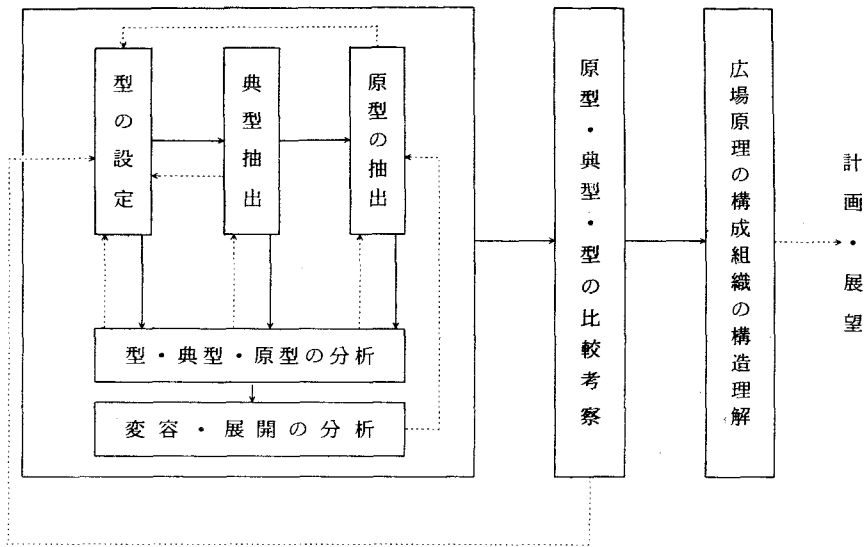 型の設定
典型抽出
原型の抽出
型・典型・原型の分析
変容・展開の分析
原型・典型・型の比較考察
広場原理の構成組織の構造理解
計画・展望